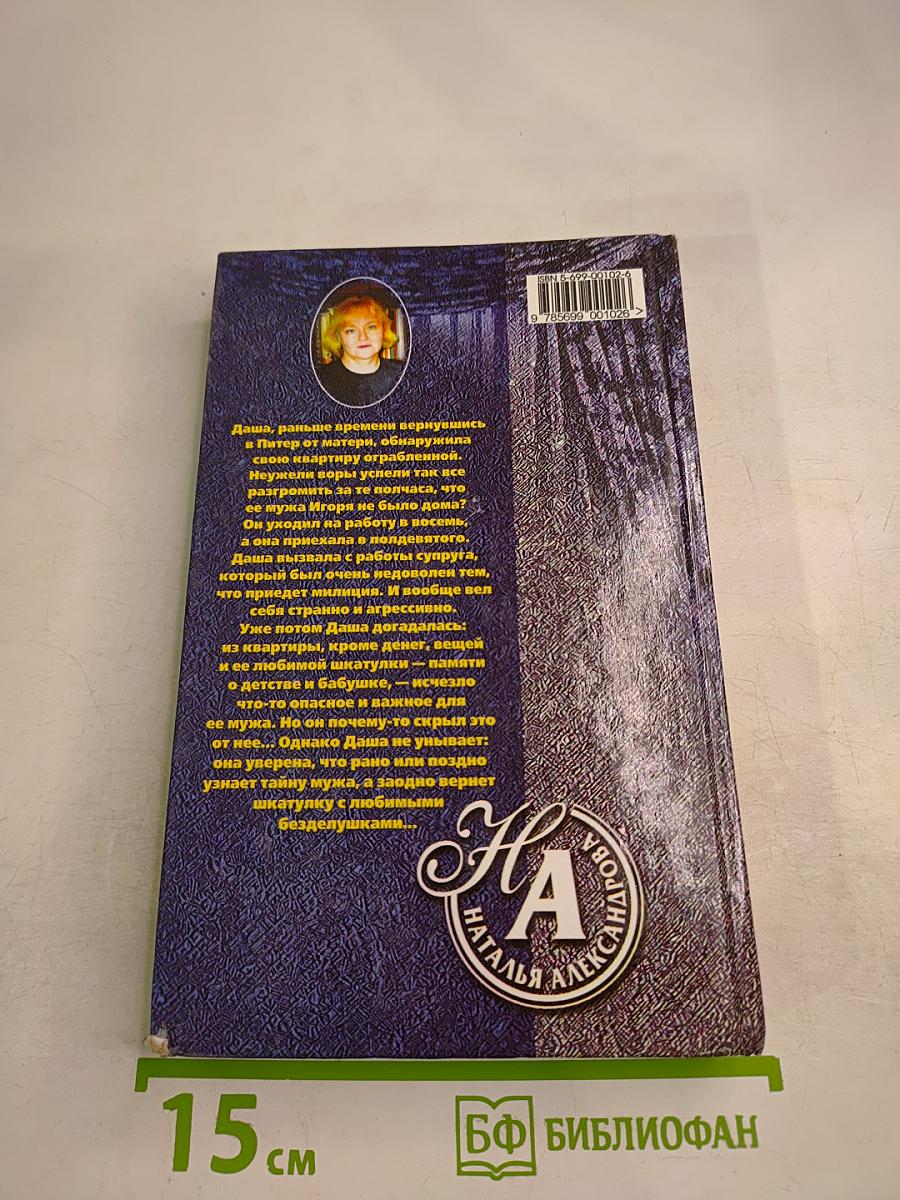 ISBN 5-699-00102-6
9 785699 001026 >
Даша, раньше времени вернувшись
в Питер от матери, обнаружила
свою квартиру ограбленной.
Неужели воры успели так все
разгромить за те полчаса, что
ее мужа Игоря не было дома?
Он уходил на работу в восемь,
а она приехала в полдевятого.
Даша вызвала с работы супруга,
который был очень недоволен тем,
что приедет милиция. И вообще вел
себя странно и агрессивно.
Уже потом Даша догадалась:
из квартиры, кроме денег, вещей
и ее любимой шкатулки — памяти
о детстве и бабушке, — исчезло
что-то опасное и важное для
ее мужа. Но он почему-то скрыл это
от нее... Однако Даша не унывает:
она уверена, что рано или поздно
узнает тайну мужа, а заодно вернет
шкатулку с любимыми
безделушками...
НА
НАТАЛЬЯ АЛЕКСАНДРОВА
15 см
БФ БИБЛИОФАН